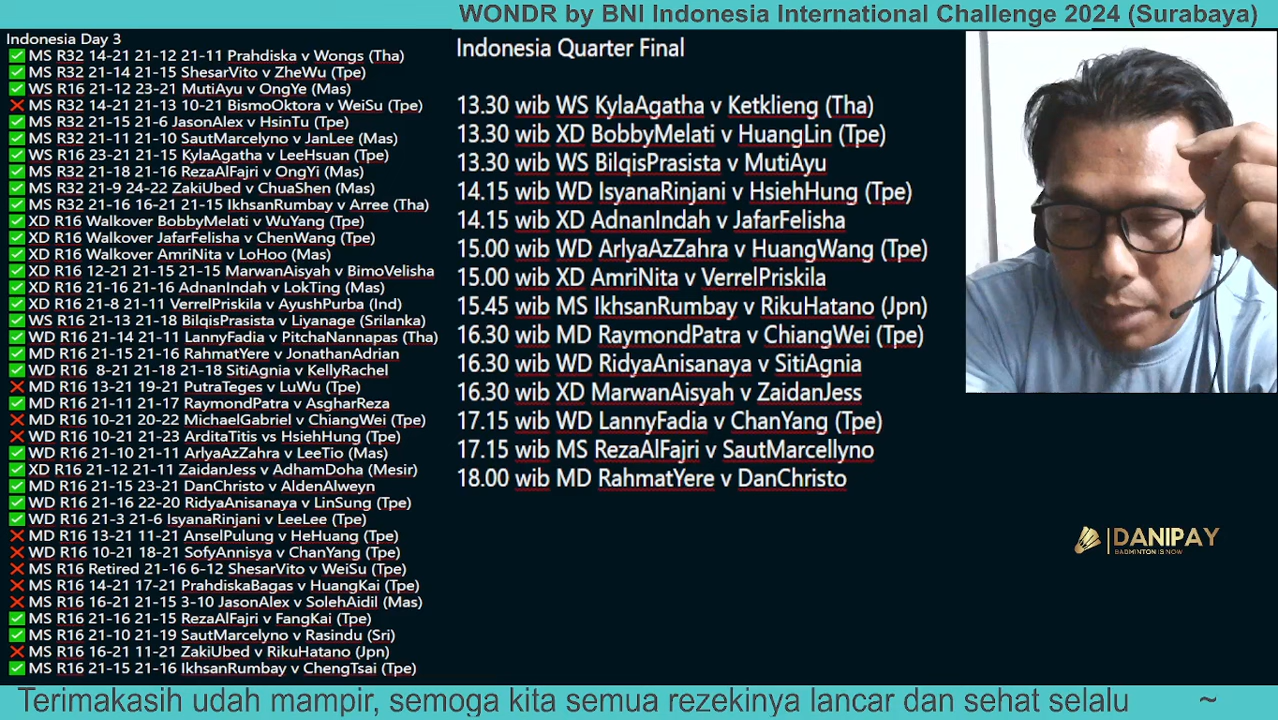 WONDR by BNI Indonesia International Challenge 2024 (Surabaya)
Indonesia Day 3
MS R32 14-21 21-12 21-11 Prahdiska v Wongs (Tha)
MS R32 21-14 21-15 ShesarVito v ZheWu (Tpe)
WS R16 21-12 23-21 MutiAyu v OngYe (Mas)
MS R32 14-21 21-13 10-21 BismoOktora v WeiSu (Tpe)
MS R32 21-15 21-6 JasonAlex v HsinTu (Tpe)
MS R32 21-11 21-10 SautMarcelyno v JanLee (Mas)
WS R16 23-21 21-15 KylaAgatha v LeeHsuan (Tpe)
MS R32 21-18 21-16 RezaAlFajri v OngYi (Mas)
MS R32 21-9 24-22 ZakiUbed v ChuaShen (Mas)
MS R32 21-16 16-21 21-15 IkhsanRumbay v Arree (Tha)
XD R16 Walkover BobbyMelati v WuYang (Tpe)
XD R16 Walkover JafarFelisha v ChenWang (Tpe)
XD R16 Walkover AmriNita v LoHoo (Mas)
XD R16 12-21 21-15 21-15 MarwanAisyah v BimoVelisha
XD R16 21-16 21-16 AdnanIndah v LokTing (Mas)
XD R16 21-8 21-11 VerrelPriskila v AyushPurba (Ind)
WS R16 21-13 21-18 BilqisPrasista v Liyanage (Srilanka)
WD R16 21-14 21-11 LannyFadia v PitchaNannapas (Tha)
MD R16 21-15 21-16 RahmatYere v JonathanAdrian
WD R16  8-21 21-18 21-18 SitiAgnia v KellyRachel
MD R16 13-21 19-21 PutraTeges v LuWu (Tpe)
MD R16 21-11 21-17 RaymondPatra v AsgharReza
MD R16 10-21 20-22 MichaelGabriel v ChiangWei (Tpe)
WD R16 10-21 21-23 ArditaTitis vs HsiehHung (Tpe)
WD R16 21-10 21-11 ArlyaAzZahra v LeeTio (Mas)
XD R16 21-12 21-11 ZaidanJess v AdhamDoha (Mesir)
MD R16 21-15 23-21 DanChristo v AldenAlweyn
WD R16 21-16 22-20 RidyaAnisanaya v LinSung (Tpe)
WD R16 21-3 21-6 IsyanaRinjani v LeeLee (Tpe)
MD R16 13-21 11-21 AnselPulung v HeHuang (Tpe)
WD R16 10-21 18-21 SofyAnnisya v ChanYang (Tpe)
MS R16 Retired 21-16 6-12 ShesarVito v WeiSu (Tpe)
MS R16 14-21 17-21 PrahdiskaBagas v HuangKai (Tpe)
MS R16 16-21 21-15 3-10 JasonAlex v SolehAidil (Mas)
MS R16 21-16 21-15 RezaAlFajri v FangKai (Tpe)
MS R16 21-10 21-19 SautMarcelyno v Rasindu (Sri)
MS R16 16-21 11-21 ZakiUbed v RikuHatano (Jpn)
MS R16 21-15 21-16 IkhsanRumbay v ChengTsai (Tpe)
Indonesia Quarter Final
13.30 wib WS KylaAgatha v Ketklieng (Tha)
13.30 wib XD BobbyMelati v HuangLin (Tpe)
13.30 wib WS BilqisPrasista v MutiAyu
14.15 wib WD IsyanaRinjani v HsiehHung (Tpe)
14.15 wib XD AdnanIndah v JafarFelisha
15.00 wib WD ArlyaAzZahra v HuangWang (Tpe)
15.00 wib XD AmriNita v VerrelPriskila
15.45 wib MS IkhsanRumbay v RikuHatano (Jpn)
16.30 wib MD RaymondPatra v ChiangWei (Tpe)
16.30 wib WD RidyaAnisanaya v SitiAgnia
16.30 wib XD MarwanAisyah v ZaidanJess
17.15 wib WD LannyFadia v ChanYang (Tpe)
17.15 wib MS RezaAlFajri v SautMarcellyno
18.00 wib MD RahmatYere v DanChristo
DANIPAY
BADMINTON IS NOW
Terimakasih udah mampir, semoga kita semua rezekinya lancar dan sehat selalu ~